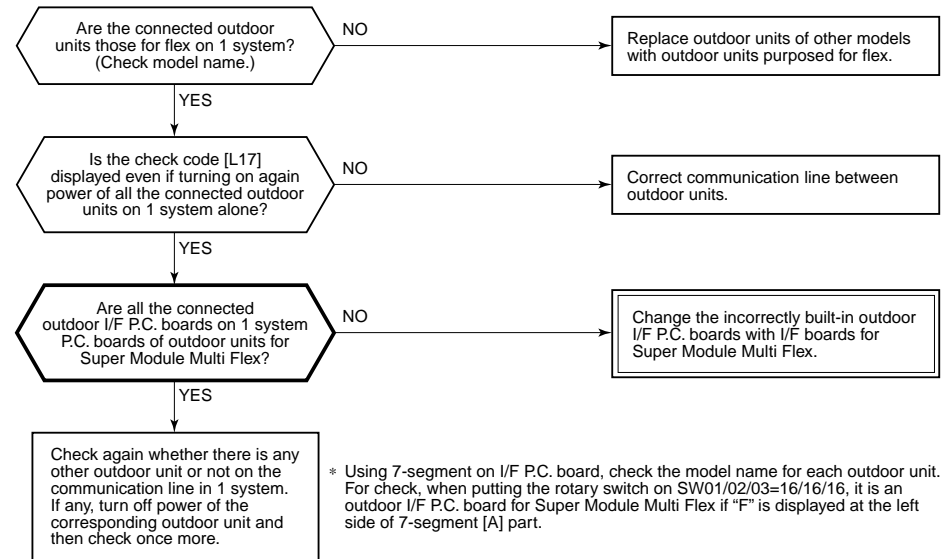 Are the connected outdoor
units those for flex on 1 system?
(Check model name.)
NO
Replace outdoor units of other models
with outdoor units purposed for flex.
YES
Is the check code [L17]
displayed even if turning on again
power of all the connected outdoor
units on 1 system alone?
NO
Correct communication line between
outdoor units.
YES
Are all the connected
outdoor I/F P.C. boards on 1 system
P.C. boards of outdoor units for
Super Module Multi Flex?
NO
Change the incorrectly built-in outdoor
I/F P.C. boards with I/F boards for
Super Module Multi Flex.
YES
Check again whether there is any
other outdoor unit or not on the
communication line in 1 system.
If any, turn off power of the
corresponding outdoor unit and
then check once more.
* Using 7-segment on I/F P.C. board, check the model name for each outdoor unit.
For check, when putting the rotary switch on SW01/02/03=16/16/16, it is an
outdoor I/F P.C. board for Super Module Multi Flex if “F” is displayed at the left
side of 7-segment [A] part.